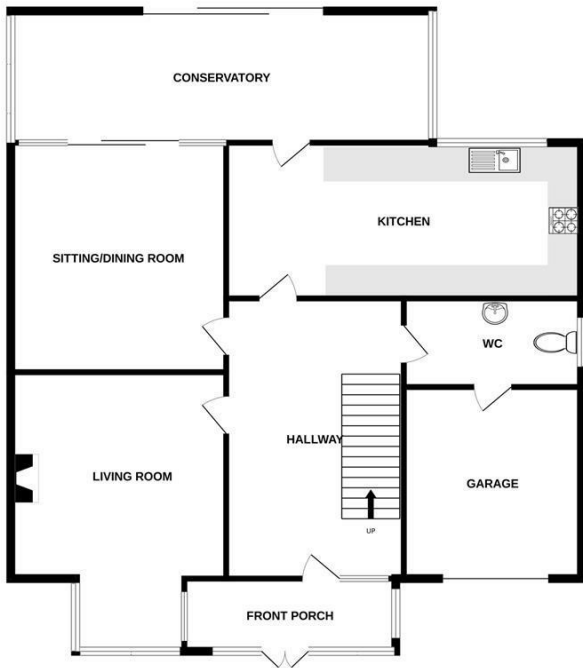 CONSERVATORY
KITCHEN
SITTING/DINING ROOM
WC
HALLWAY
LIVING ROOM
GARAGE
UP
FRONT PORCH